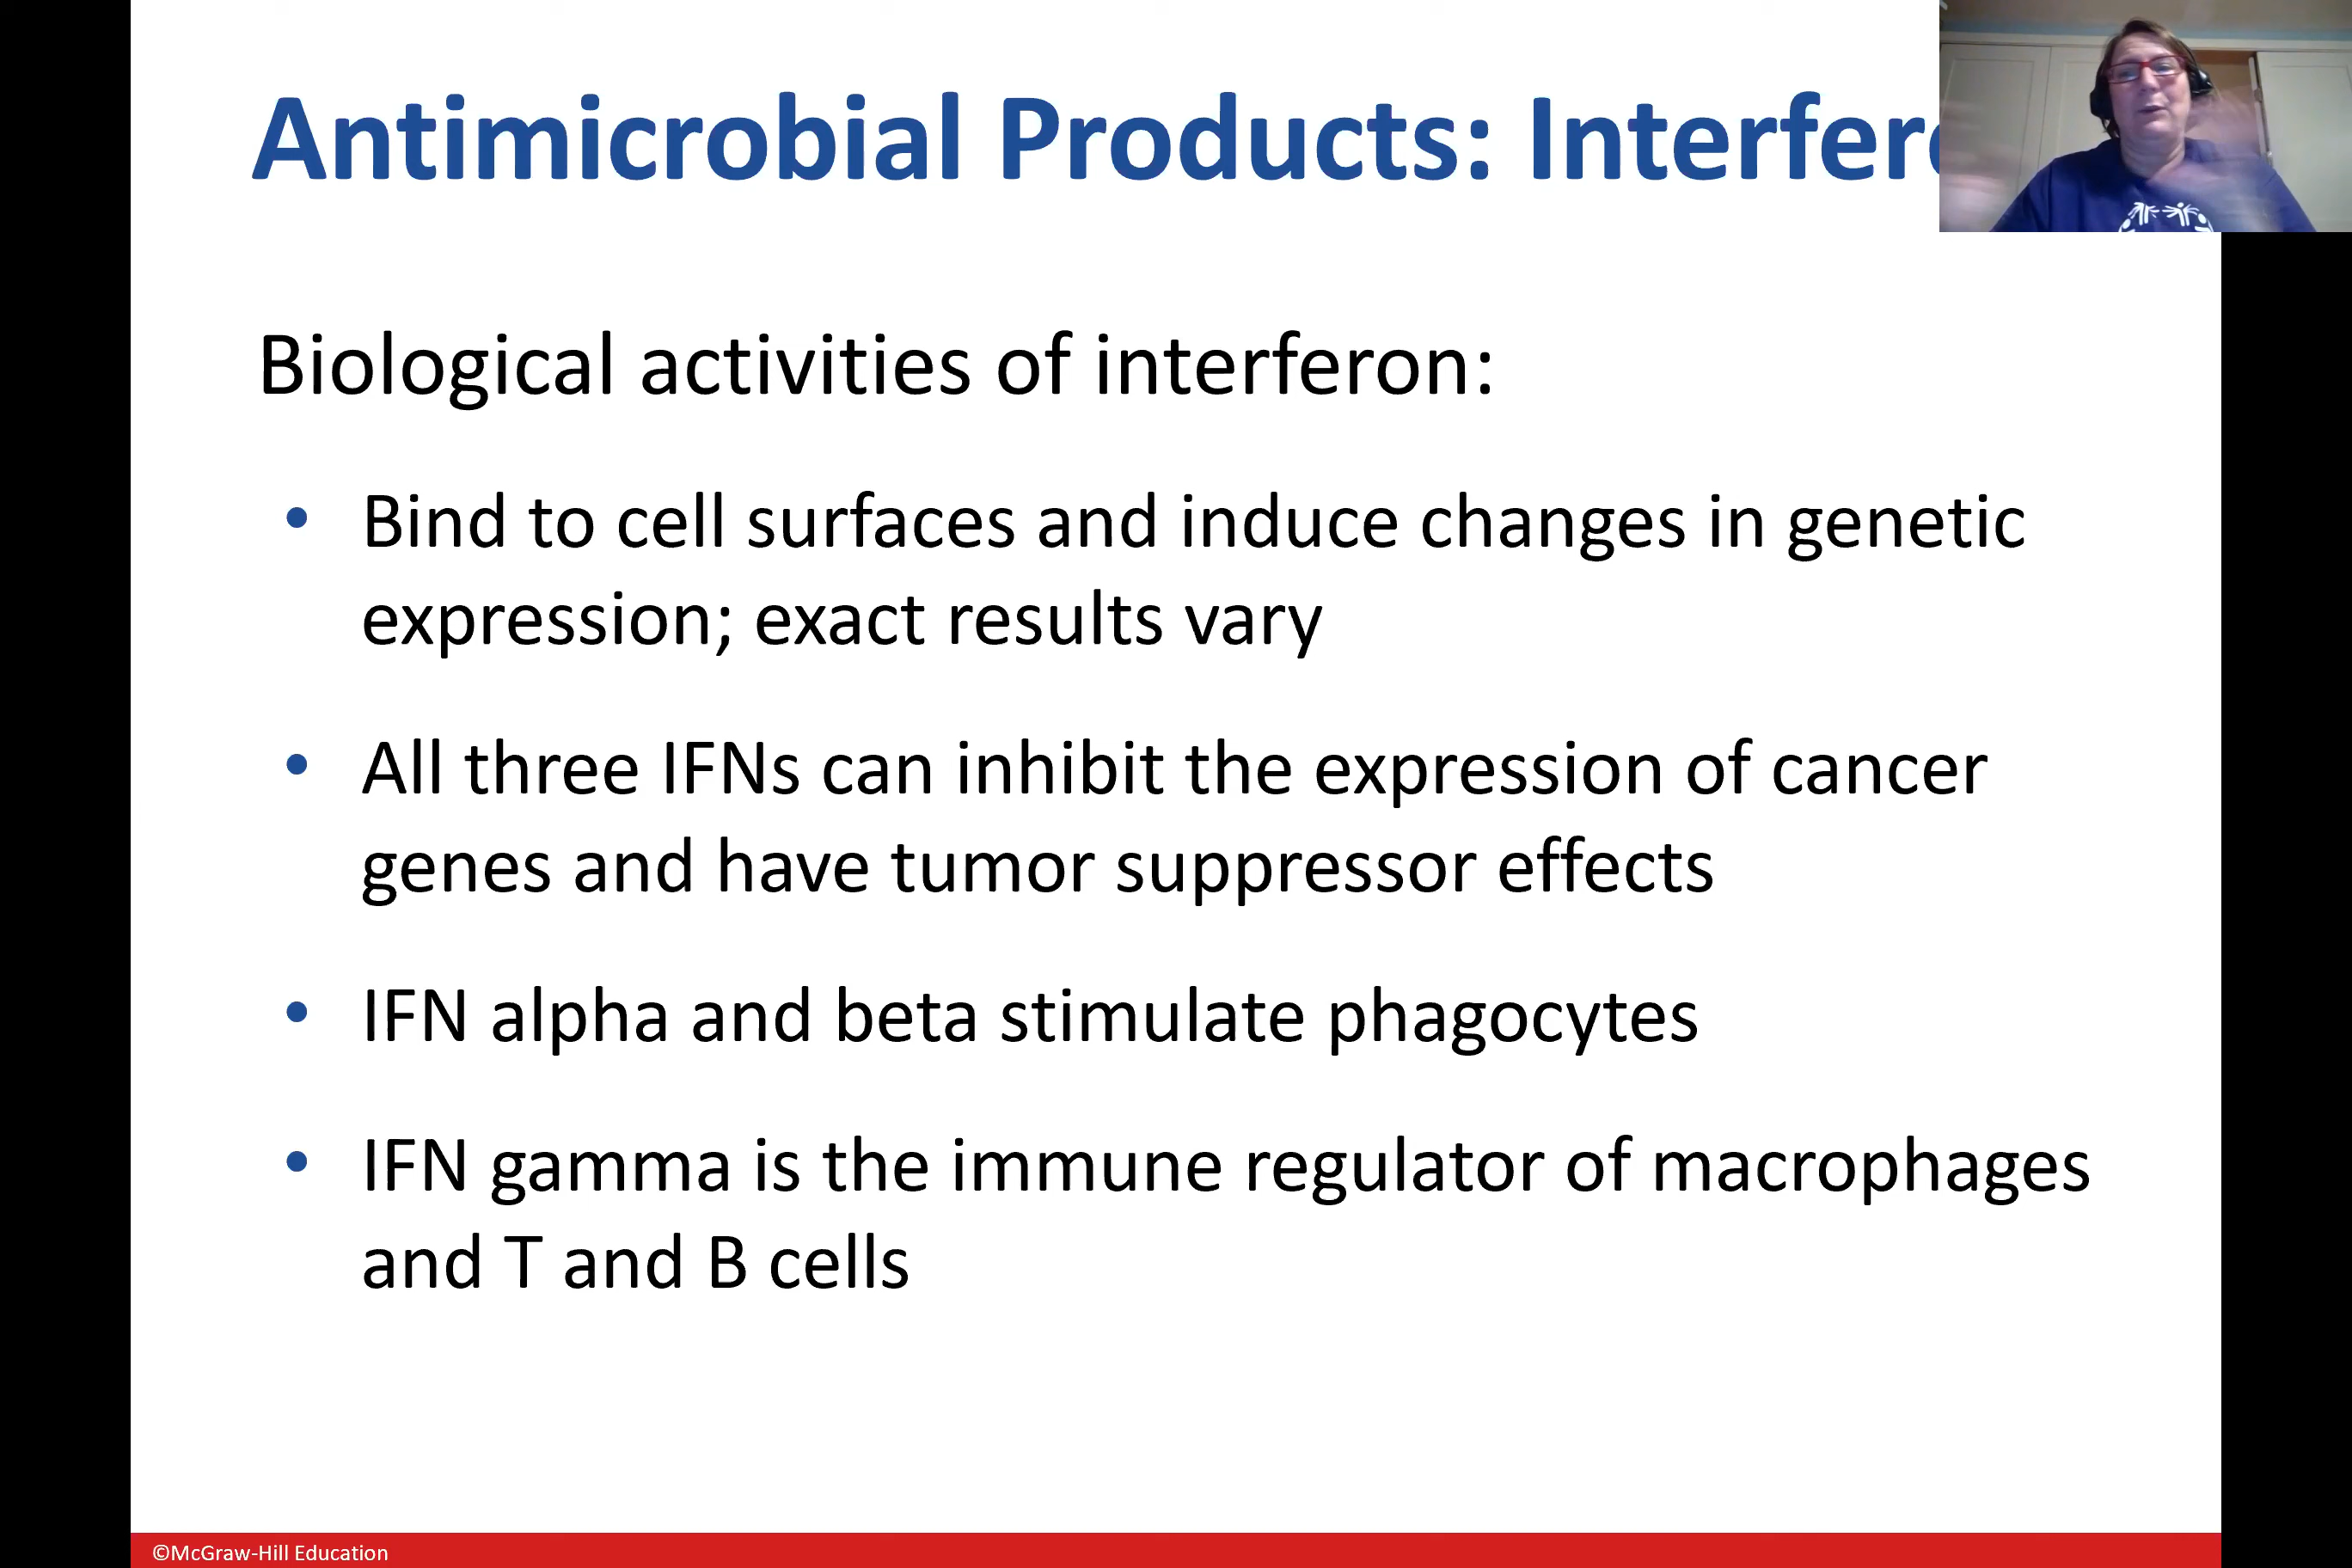 Antimicrobial Products:
Biological activities of interferon:
• Bind to cell surfaces and induce changes in genetic
expression; exact results vary
• All three IFNs can inhibit the expression of cancer
genes and have tumor suppressor effects
• IFN alpha and beta stimulate phagocytes
• IFN gamma is the immune regulator of macrophages
and T and B cells
©McGraw-Hill Education